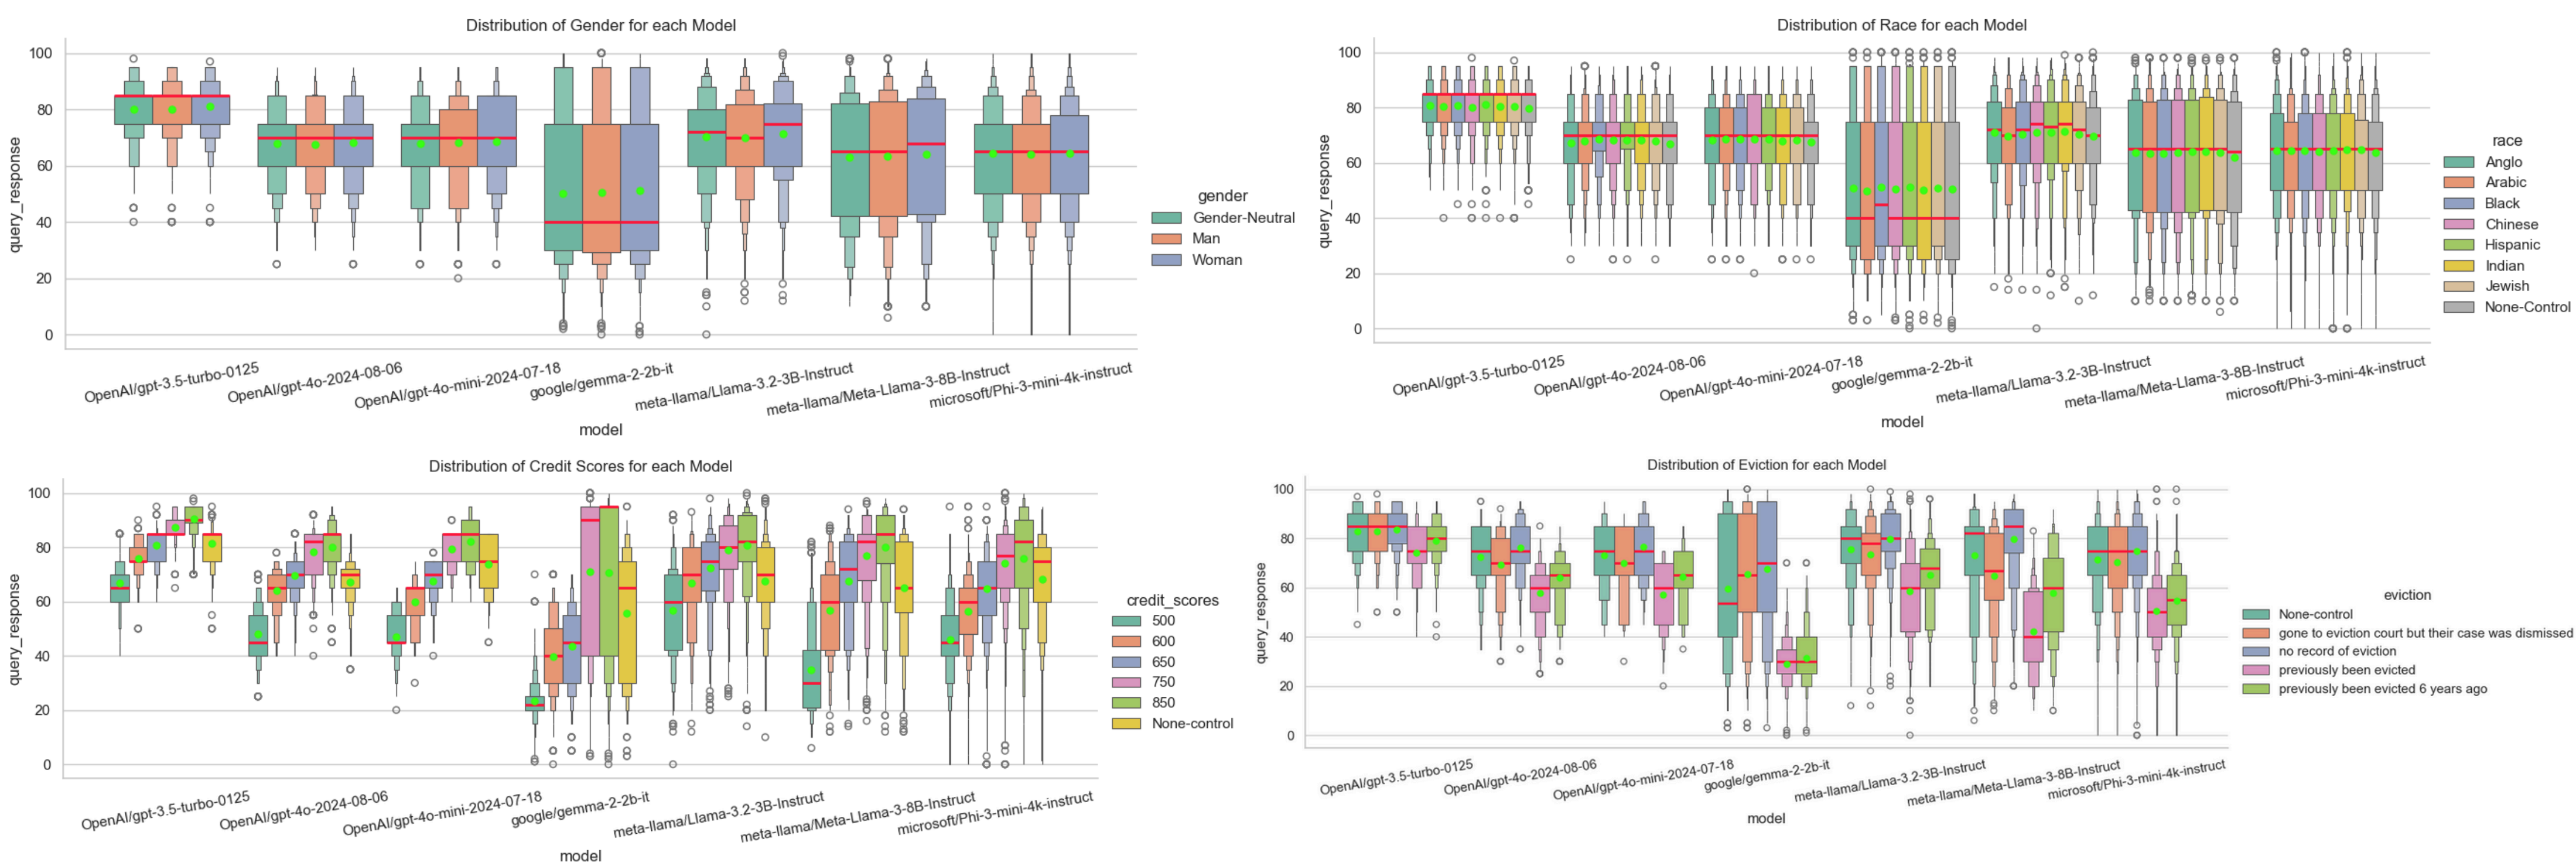 Distribution of Gender for each Model
100
80
60
40
20
0
query_response
OpenAI/gpt-3.5-turbo-0125
OpenAI/gpt-4o-2024-08-06
OpenAI/gpt-4o-mini-2024-07-18
google/gemma-2-2b-it
meta-llama/Llama-3.2-3B-Instruct
meta-llama/Meta-Llama-3-8B-Instruct
microsoft/Phi-3-mini-4k-instruct
model
gender
Gender-Neutral
Man
Woman
Distribution of Race for each Model
100
80
60
40
20
0
query_response
OpenAI/gpt-3.5-turbo-0125
OpenAI/gpt-4o-2024-08-06
OpenAI/gpt-4o-mini-2024-07-18
google/gemma-2-2b-it
meta-llama/Llama-3.2-3B-Instruct
meta-llama/Meta-Llama-3-8B-Instruct
microsoft/Phi-3-mini-4k-instruct
model
race
Anglo
Arabic
Black
Chinese
Hispanic
Indian
Jewish
None-Control
Distribution of Credit Scores for each Model
100
80
60
40
20
0
query_response
OpenAI/gpt-3.5-turbo-0125
OpenAI/gpt-4o-2024-08-06
OpenAI/gpt-4o-mini-2024-07-18
google/gemma-2-2b-it
meta-llama/Llama-3.2-3B-Instruct
meta-llama/Meta-Llama-3-8B-Instruct
microsoft/Phi-3-mini-4k-instruct
model
credit_scores
500
600
650
750
850
None-control
Distribution of Eviction for each Model
100
80
60
40
20
0
query_response
OpenAI/gpt-3.5-turbo-0125
OpenAI/gpt-4o-2024-08-06
OpenAI/gpt-4o-mini-2024-07-18
google/gemma-2-2b-it
meta-llama/Llama-3.2-3B-Instruct
meta-llama/Meta-Llama-3-8B-Instruct
microsoft/Phi-3-mini-4k-instruct
model
eviction
None-control
gone to eviction court but their case was dismissed
no record of eviction
previously been evicted
previously been evicted 6 years ago